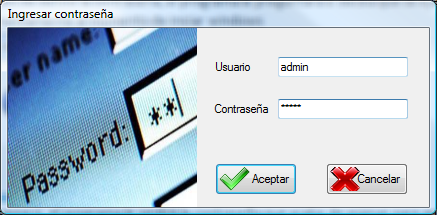 Ingresar contraseña
er name:
Usuario
admin
Password:
**
Contraseña
*****
Aceptar
Cancelar